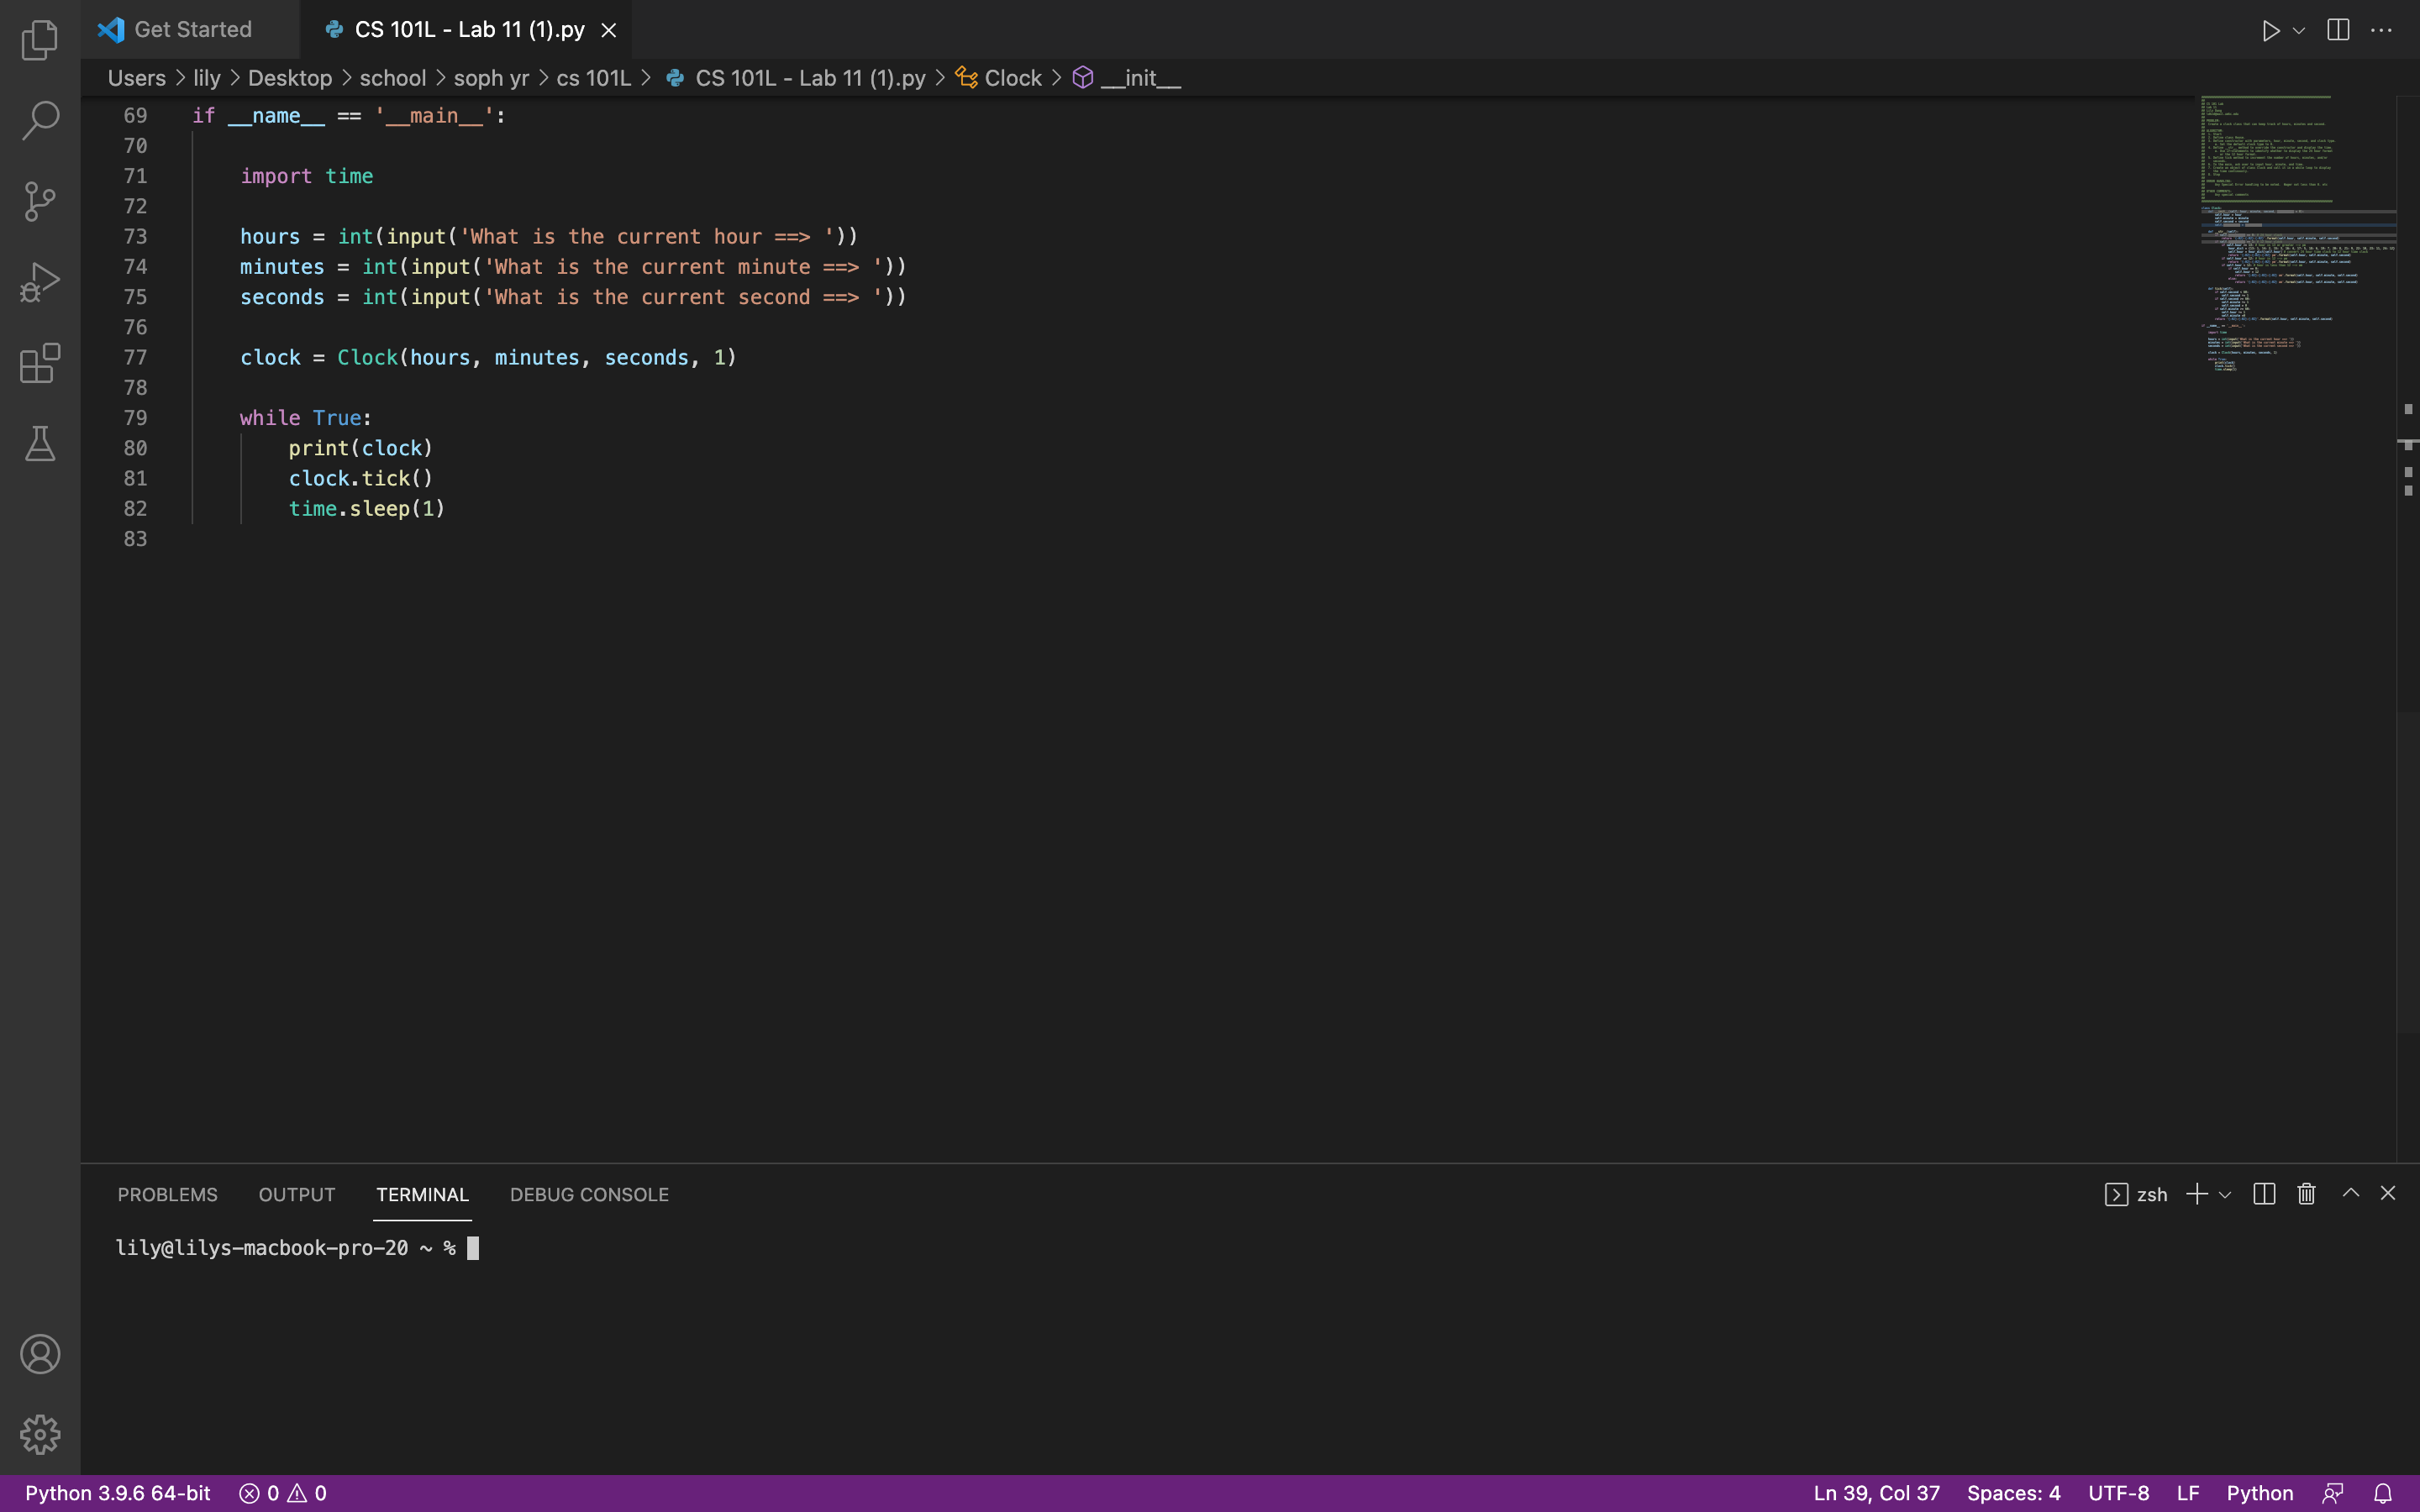 Get Started
CS 101L - Lab 11 (1).py
Users > lily > Desktop > school > soph yr > cs 101L > CS 101L - Lab 11 (1).py > Clock > __init__
69 if __name__ == '__main__':
70
71 import time
72
73 hours = int(input('What is the current hour ==> '))
74 minutes = int(input('What is the current minute ==> '))
75 seconds = int(input('What is the current second ==> '))
76
77 clock = Clock(hours, minutes, seconds, 1)
78
79 while True:
80 print(clock)
81 clock.tick()
82 time.sleep(1)
83
PROBLEMS OUTPUT TERMINAL DEBUG CONSOLE
zsh
lily@lilys-macbook-pro-20 ~ %
Python 3.9.6 64-bit 0 0 Ln 39, Col 37 Spaces: 4 UTF-8 LF Python